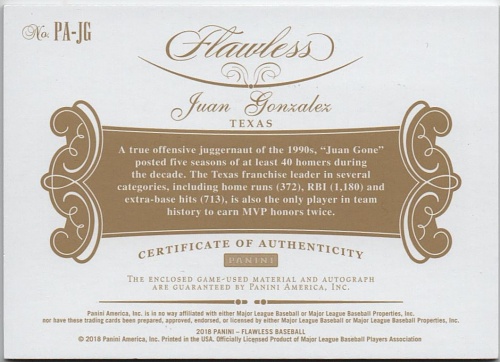 No. PA-JG
Flawless
Juan Gonzalez
TEXAS
A true offensive juggernaut of the 1990s, “Juan Gone”
posted five seasons of at least 40 homers during
the decade. The Texas franchise leader in several
categories, including home runs (372), RBI (1,180) and
extra-base hits (713), is also the only player in team
history to earn MVP honors twice.
CERTIFICATE OF AUTHENTICITY
PANINI
THE ENCLOSED GAME-USED MATERIAL AND AUTOGRAPH
ARE GUARANTEED BY PANINI AMERICA, INC.
Panini America, Inc. is in no way affiliated with either Major League Baseball or Major League Baseball Properties, Inc.,
nor have these trading cards been prepared, approved, endorsed, or licensed by either Major League Baseball or Major League Baseball Properties, Inc.
2018 PANINI – FLAWLESS BASEBALL
© 2018 Panini America, Inc. Printed in the USA. Officially Licensed Product of Major League Baseball Players Association